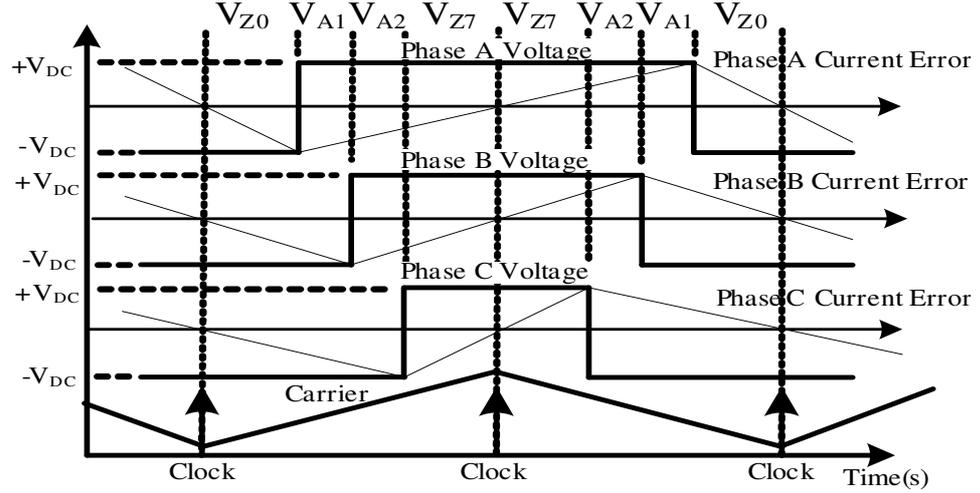 VZ0 VA1 VA2 VZ7 VZ7 VA2 VA1 VZ0
Phase A Voltage
+VDC
Phase A Current Error
-VDC
Phase B Voltage
+VDC
Phase B Current Error
-VDC
Phase C Voltage
+VDC
Phase C Current Error
-VDC
Carrier
Clock Clock Clock Time(s)